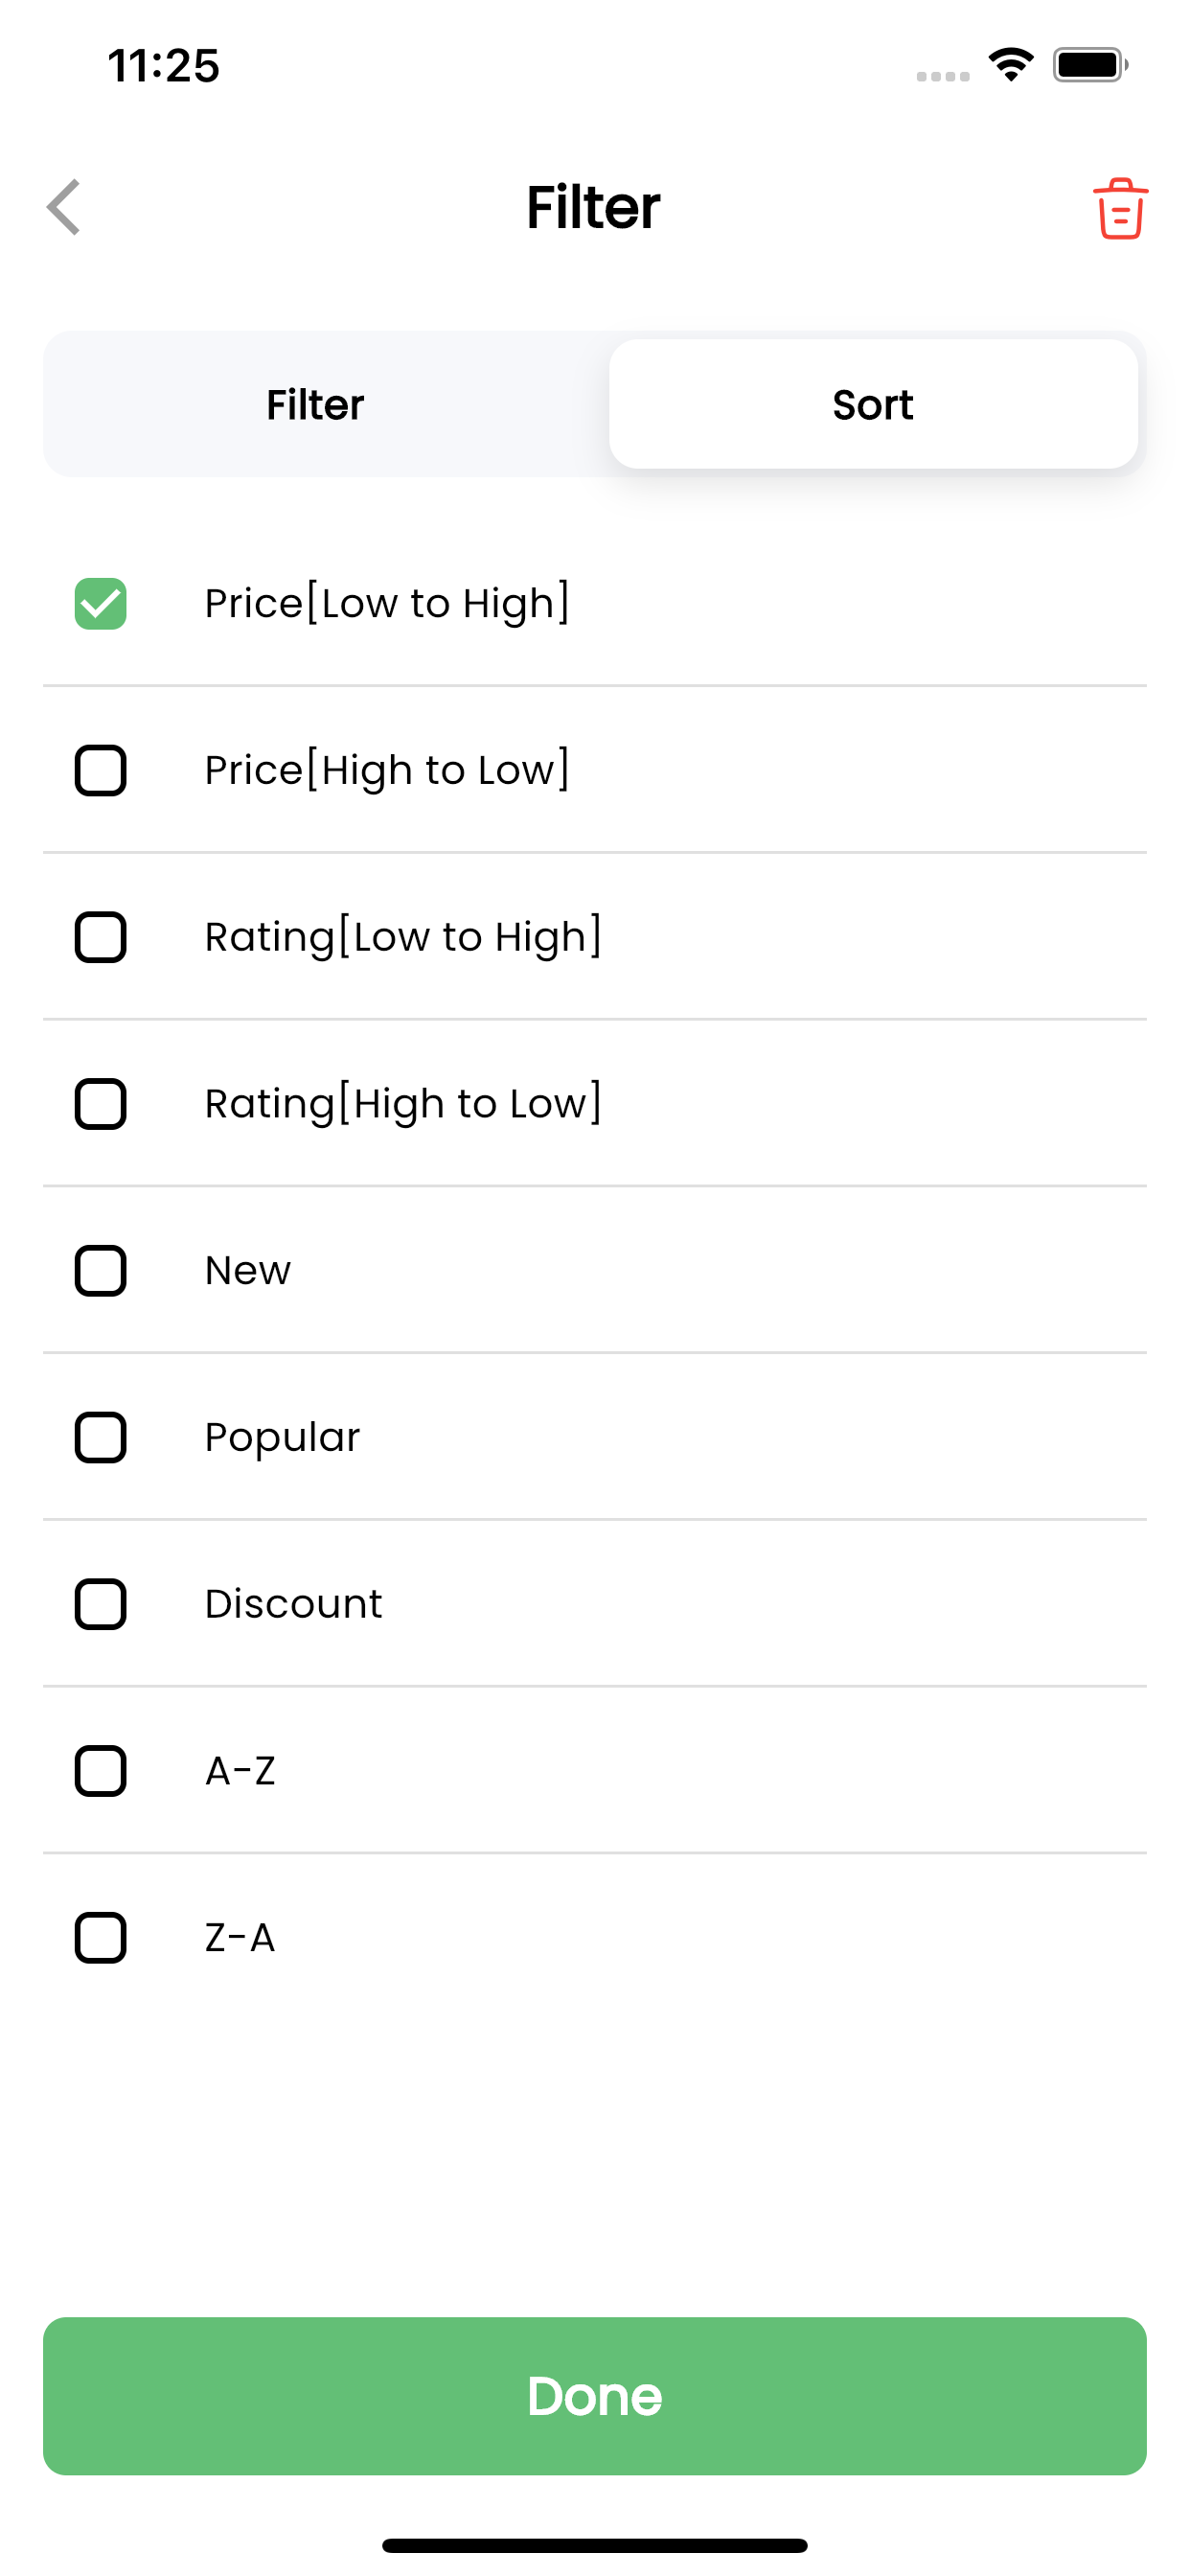 11:25
Filter
Filter
Sort
Price[Low to High]
Price[High to Low]
Rating[Low to High]
Rating[High to Low]
New
Popular
Discount
A-Z
Z-A
Done